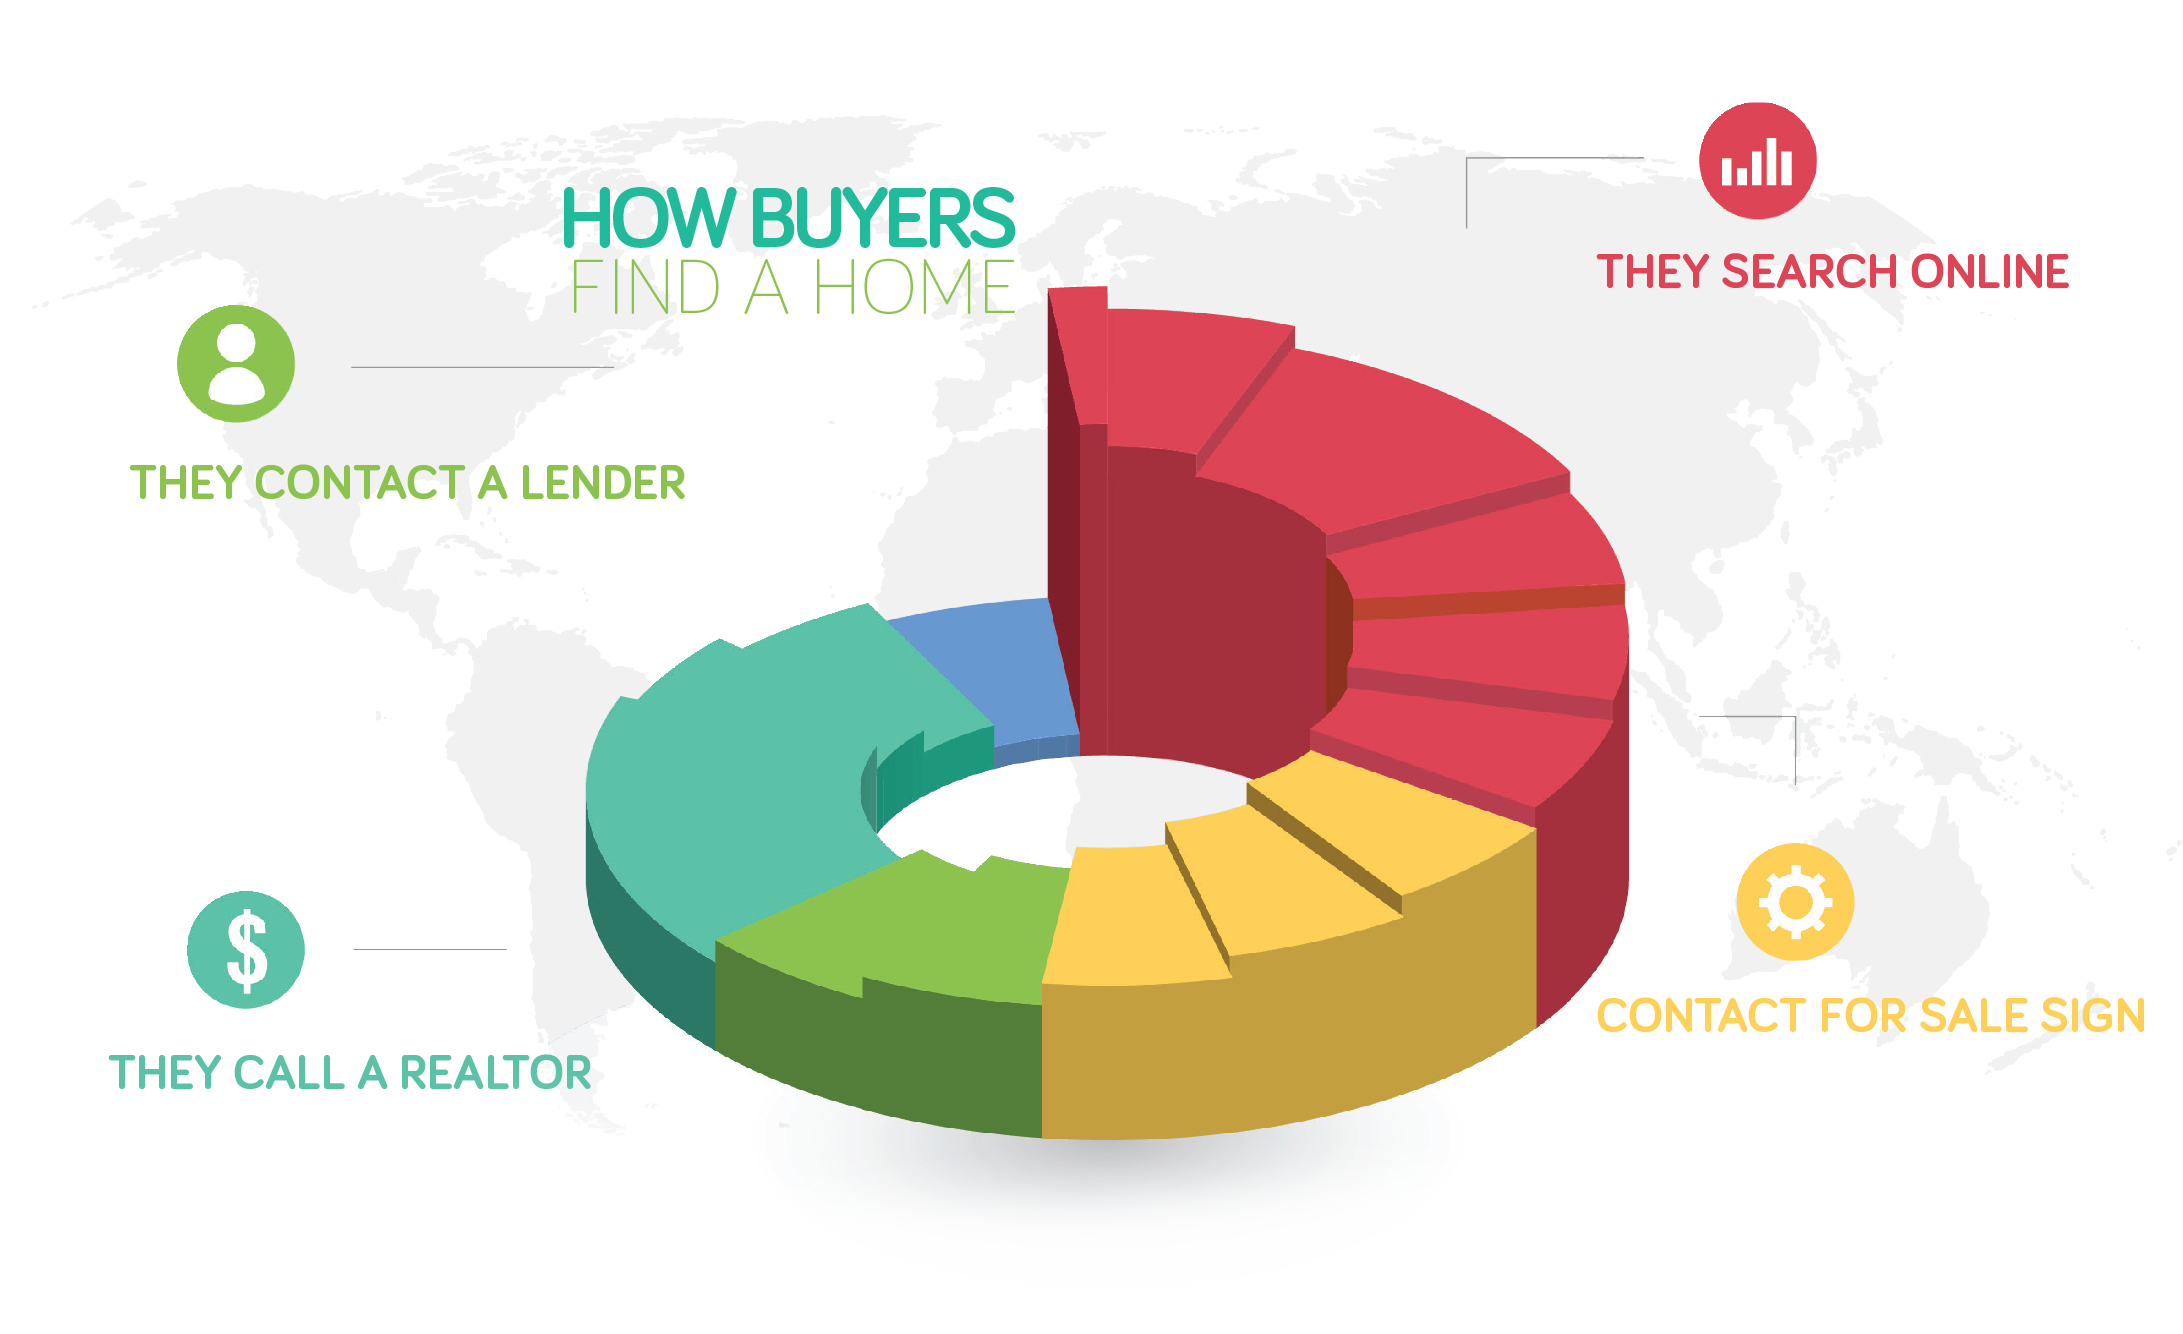 HOW BUYERS
FIND A HOME
THEY SEARCH ONLINE
THEY CONTACT A LENDER
$
THEY CALL A REALTOR
CONTACT FOR SALE SIGN